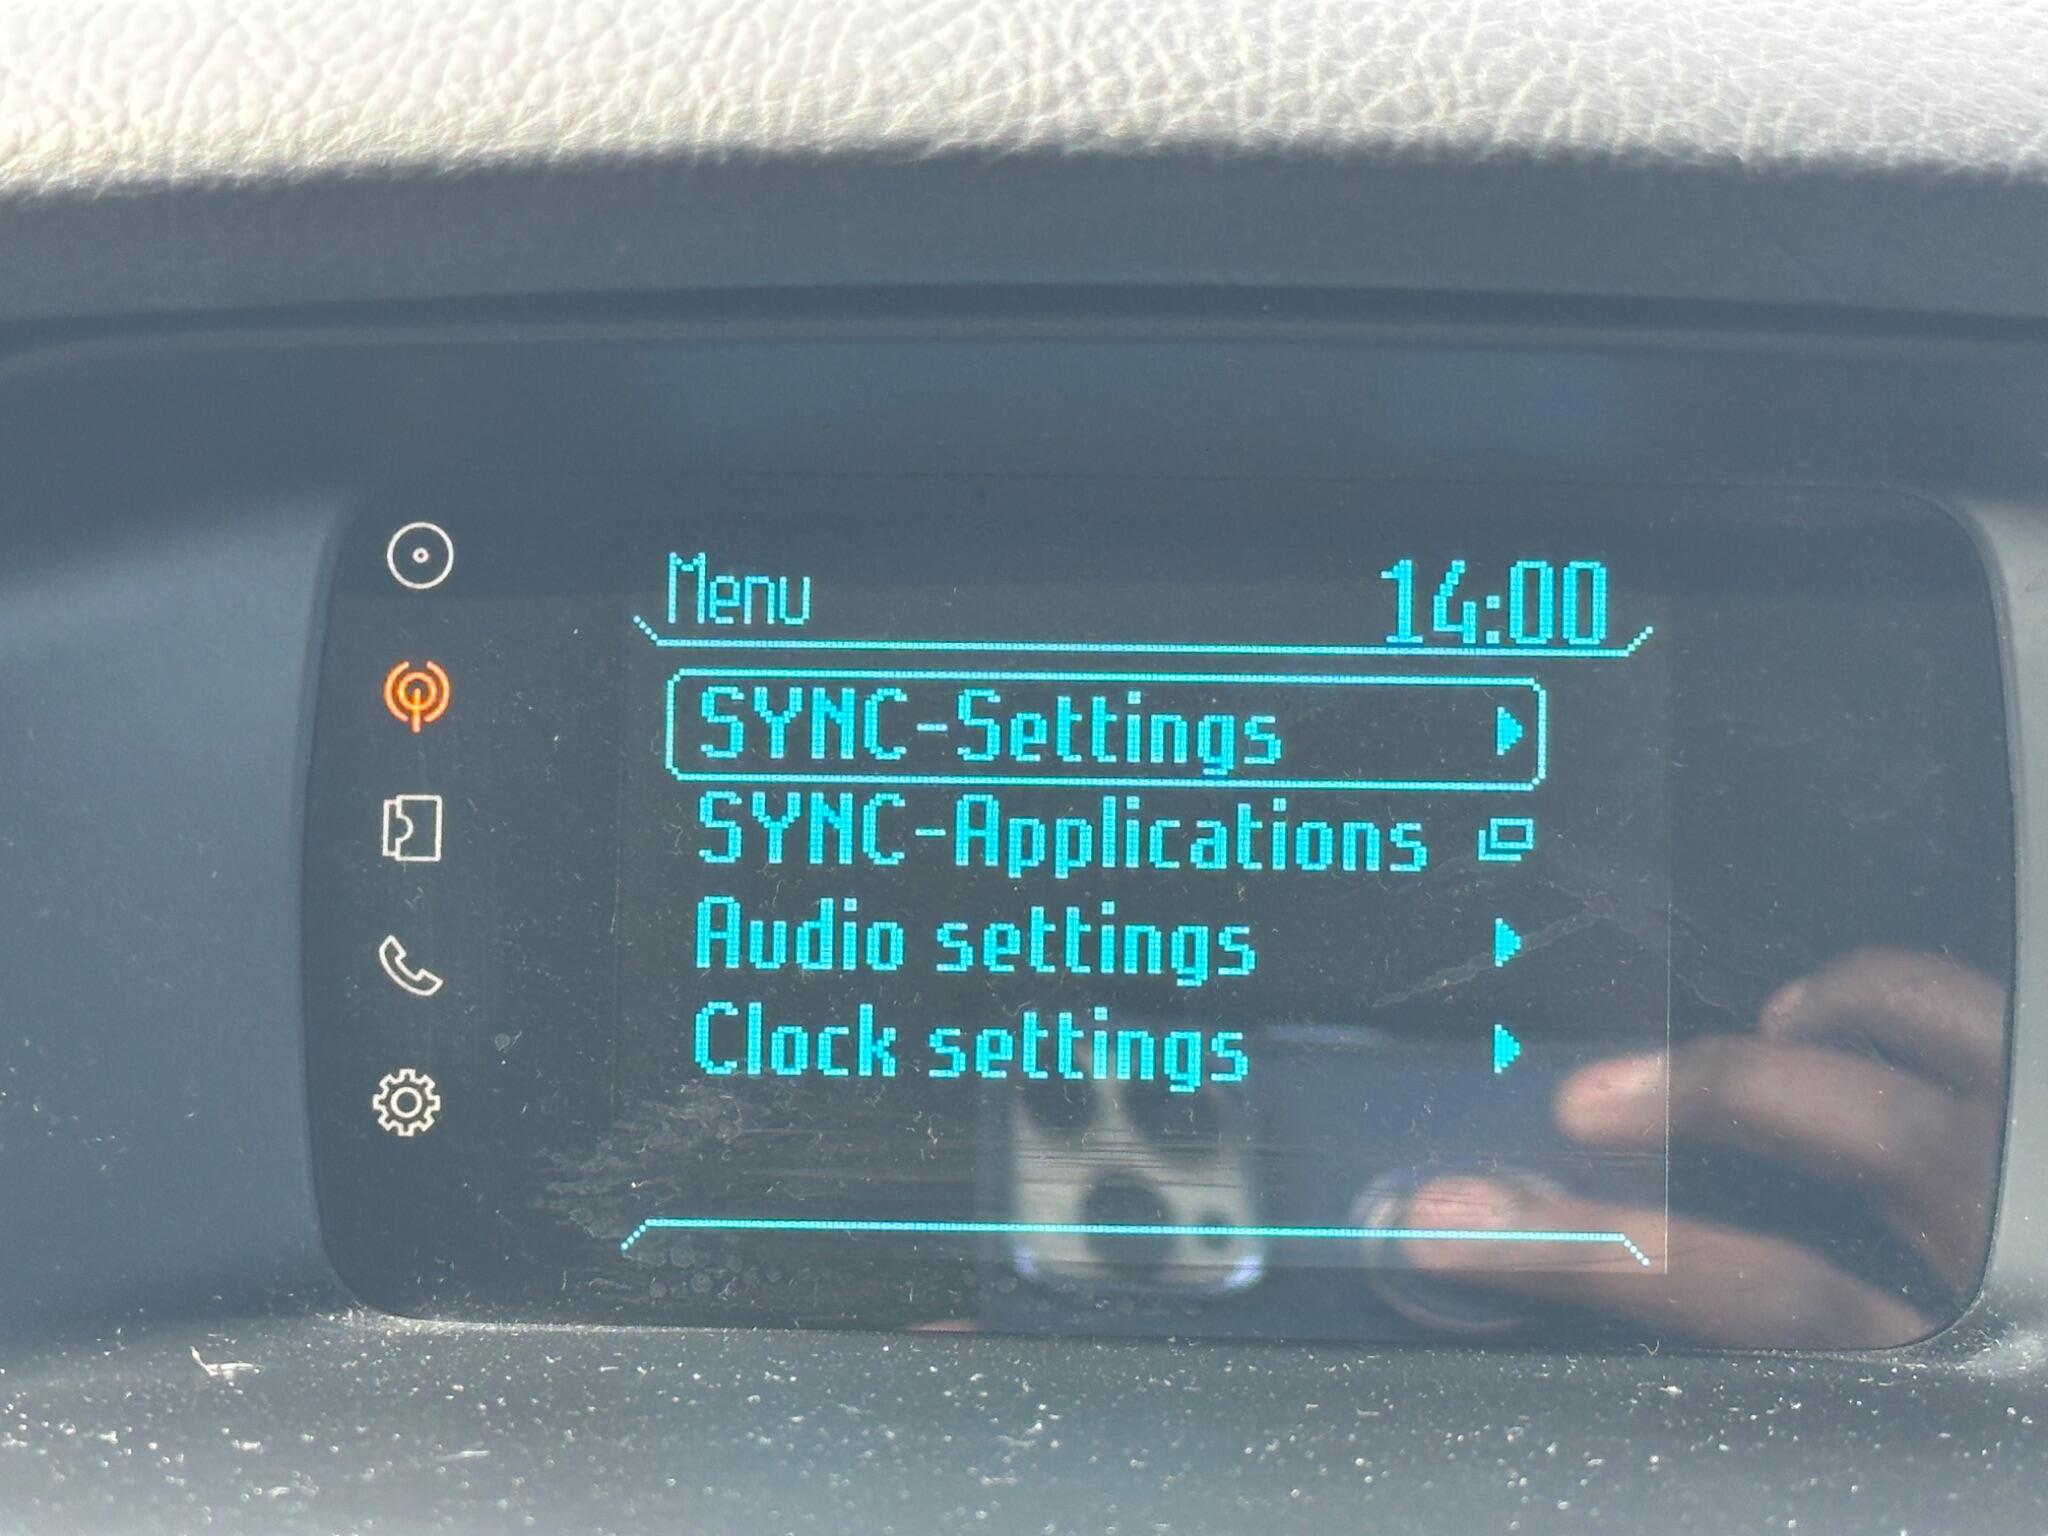 Menu 14:00
SYNC-Settings
SYNC-Applications
Audio settings
Clock settings